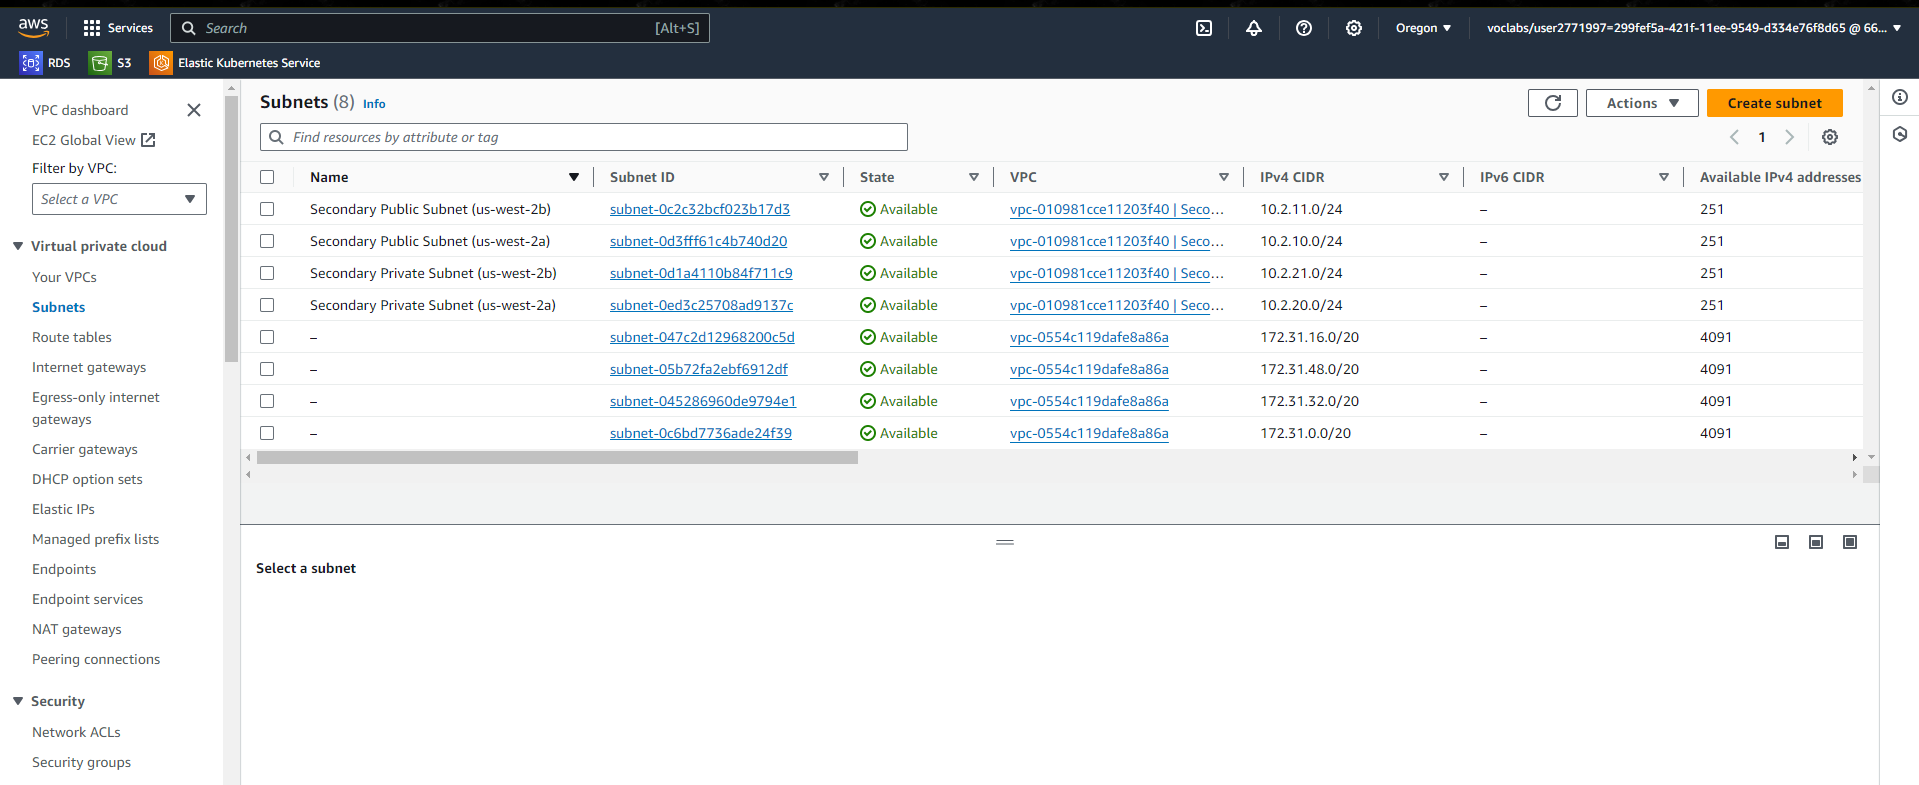 aws
Services
Search
[Alt+S]
Oregon
voclabs/user2771997=299fef5a-421f-11ee-9549-d334e76f8d65 @ 66...
RDS
S3
Elastic Kubernetes Service
VPC dashboard
EC2 Global View
Filter by VPC:
Select a VPC
Virtual private cloud
Your VPCs
Subnets
Route tables
Internet gateways
Egress-only internet
gateways
Carrier gateways
DHCP option sets
Elastic IPs
Managed prefix lists
Endpoints
Endpoint services
NAT gateways
Peering connections
Security
Network ACLs
Security groups
Subnets (8) Info
Actions
Create subnet
Find resources by attribute or tag
1
Name Subnet ID State VPC IPv4 CIDR IPv6 CIDR Available IPv4 addresses
Secondary Public Subnet (us-west-2b) subnet-0c2c32bcf023b17d3 Available vpc-010981cce11203f40 | Seco... 10.2.11.0/24 – 251
Secondary Public Subnet (us-west-2a) subnet-0d3fff61c4b740d20 Available vpc-010981cce11203f40 | Seco... 10.2.10.0/24 – 251
Secondary Private Subnet (us-west-2b) subnet-0d1a4110b84f711c9 Available vpc-010981cce11203f40 | Seco... 10.2.21.0/24 – 251
Secondary Private Subnet (us-west-2a) subnet-0ed3c25708ad9137c Available vpc-010981cce11203f40 | Seco... 10.2.20.0/24 – 251
– subnet-047c2d12968200c5d Available vpc-0554c119dafe8a86a 172.31.16.0/20 – 4091
– subnet-05b72fa2ebf6912df Available vpc-0554c119dafe8a86a 172.31.48.0/20 – 4091
– subnet-045286960de9794e1 Available vpc-0554c119dafe8a86a 172.31.32.0/20 – 4091
– subnet-0c6bd7736ade24f39 Available vpc-0554c119dafe8a86a 172.31.0.0/20 – 4091
Select a subnet